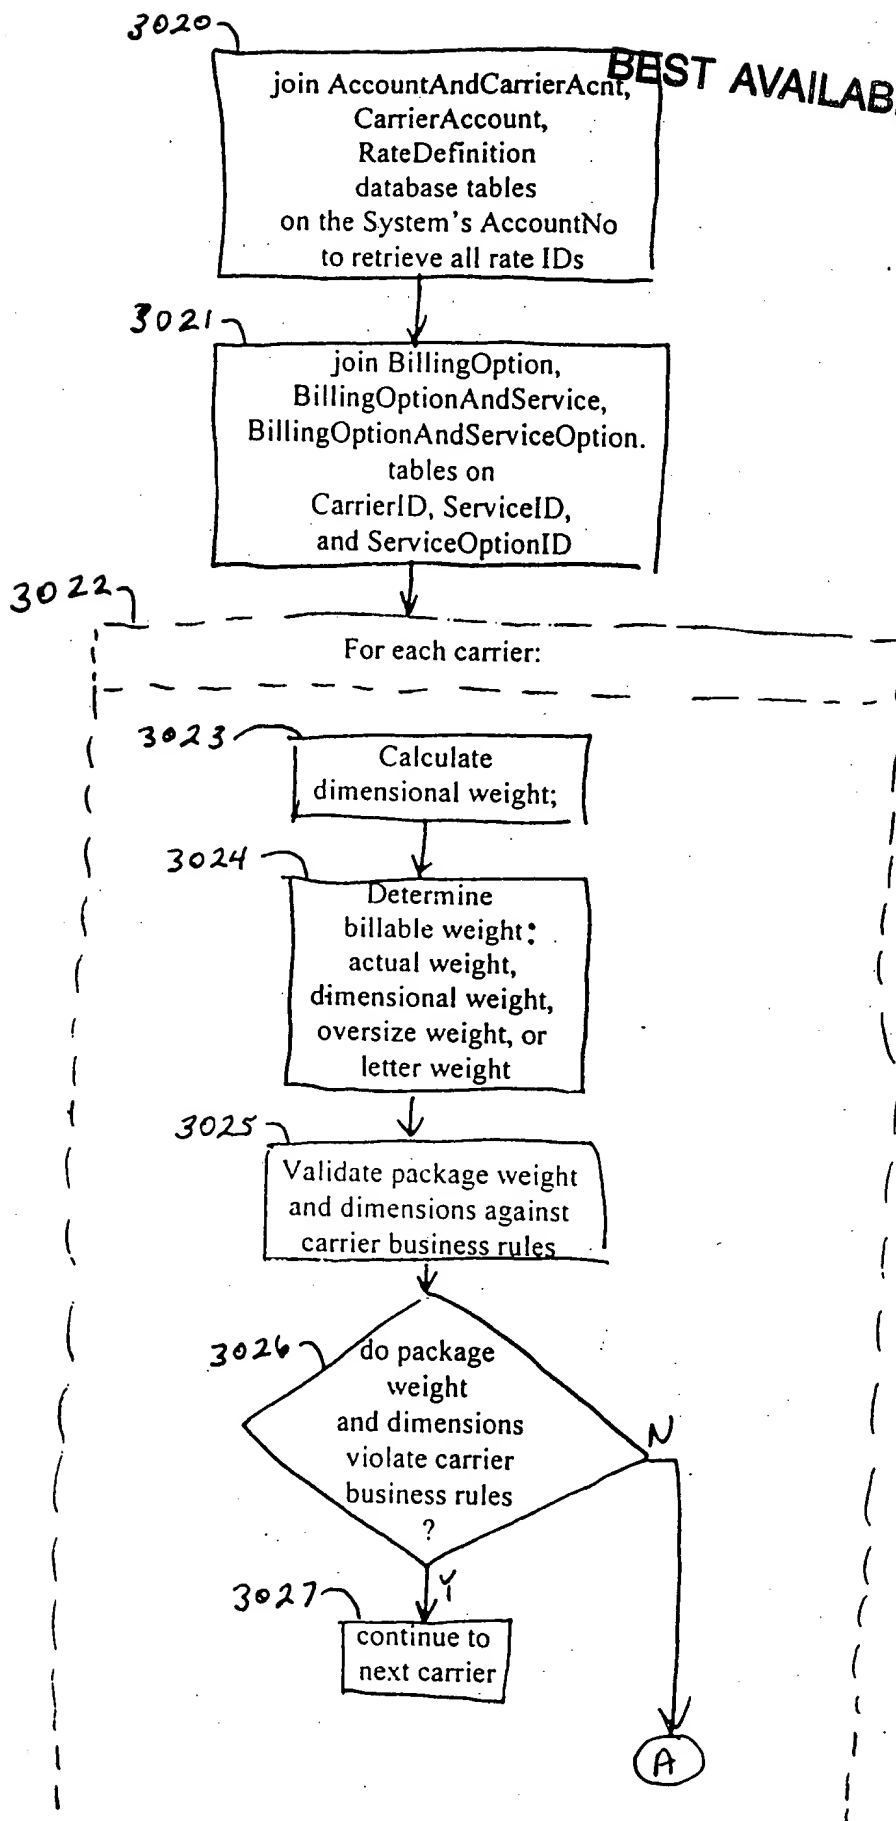 3020
BEST AVAILAB
join AccountAndCarrierAcnt,
CarrierAccount,
RateDefinition
database tables
on the System's AccountNo
to retrieve all rate IDs
3021
join BillingOption,
BillingOptionAndService,
BillingOptionAndServiceOption.
tables on
CarrierID, ServiceID,
and ServiceOptionID
3022
For each carrier:
3023
Calculate
dimensional weight;
3024
Determine
billable weight:
actual weight,
dimensional weight,
oversize weight, or
letter weight
3025
Validate package weight
and dimensions against
carrier business rules
3026
do package
weight
and dimensions
violate carrier
business rules
?
N
Y
3027
continue to
next carrier
A